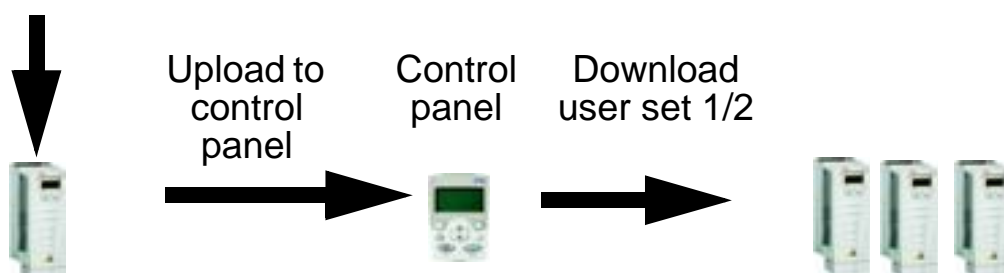 Upload to
control
panel
Control
panel
Download
user set 1/2